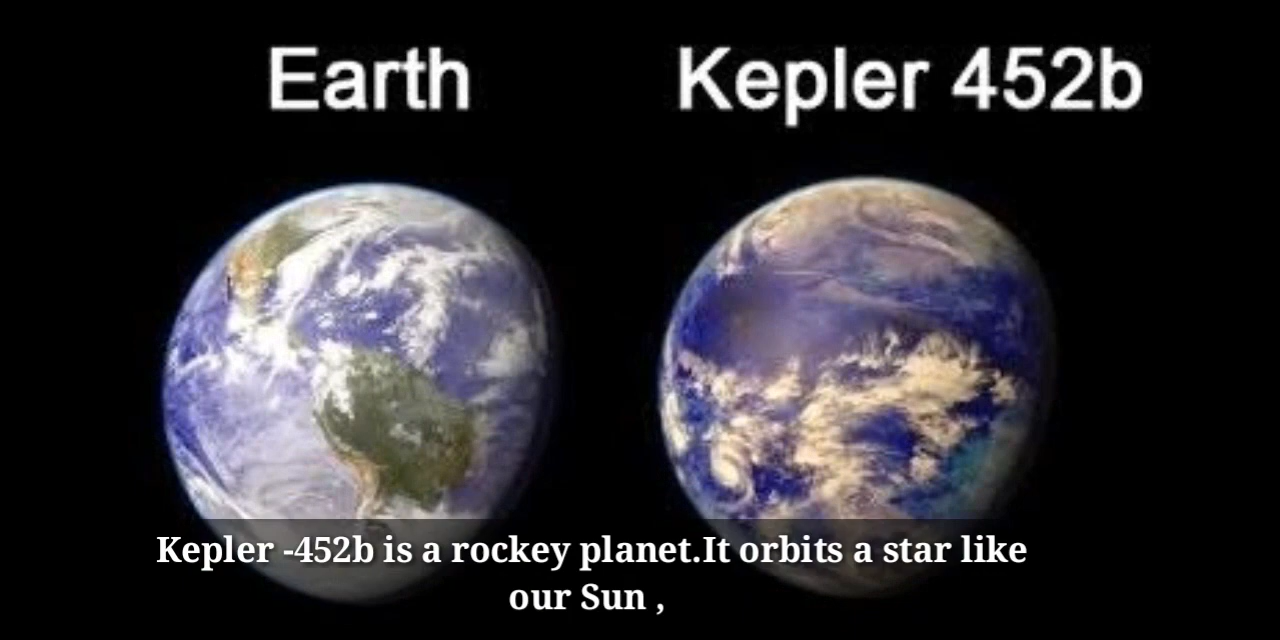 Earth
Kepler 452b
Kepler -452b is a rockey planet.It orbits a star like
our Sun ,